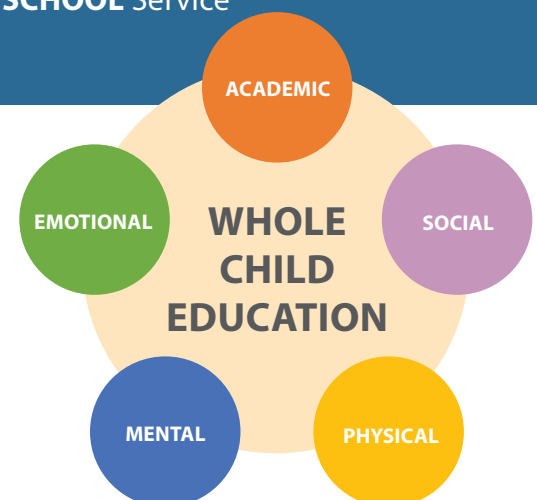 SCHOOL Service
ACADEMIC
EMOTIONAL
WHOLE
CHILD
EDUCATION
SOCIAL
MENTAL
PHYSICAL